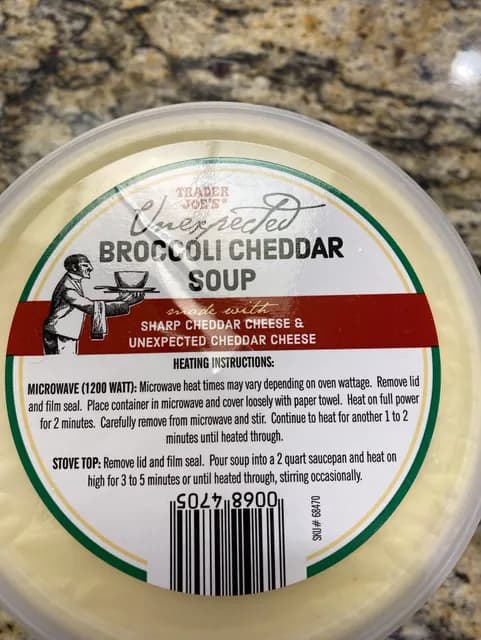 TRADER
JOE'S®
Unexpected
BROCCOLI CHEDDAR
SOUP
made with
SHARP CHEDDAR CHEESE &
UNEXPECTED CHEDDAR CHEESE
HEATING INSTRUCTIONS:
MICROWAVE (1200 WATT): Microwave heat times may vary depending on oven wattage. Remove lid
and film seal. Place container in microwave and cover loosely with paper towel. Heat on full power
for 2 minutes. Carefully remove from microwave and stir. Continue to heat for another 1 to 2
minutes until heated through.
STOVE TOP: Remove lid and film seal. Pour soup into a 2 quart saucepan and heat on
high for 3 to 5 minutes or until heated through, stirring occasionally.
0068 4705
SKU# 68470